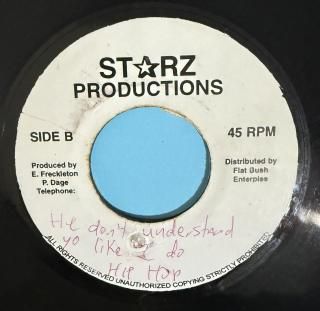 ST☆RZ
PRODUCTIONS
SIDE B
45 RPM
Produced by
E. Freckleton
P. Dage
Telephone:
Distributed by
Flat Bush
Enterpise
He don't understand
yo like I do
Hip Hop
ALL RIGHTS RESERVED UNAUTHORIZED COPYING STRICTLY PROHIBITED